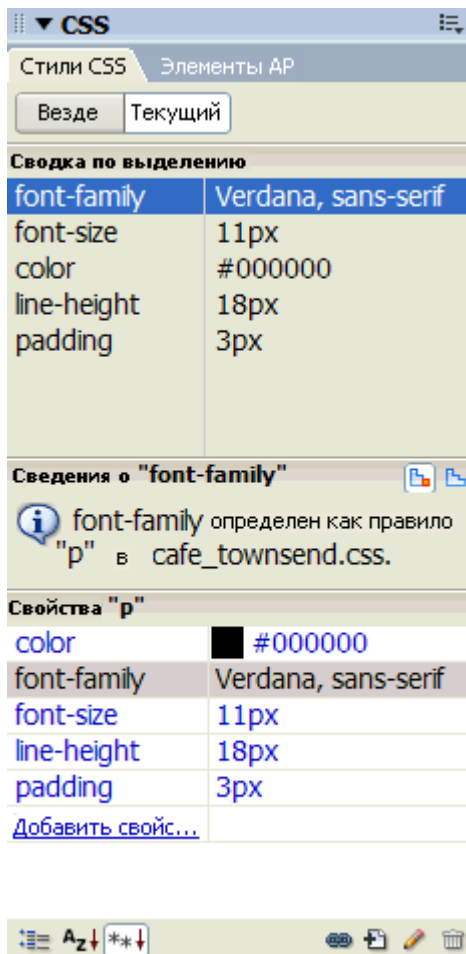 CSS
Стили CSS Элементы AP
Везде Текущий
Сводка по выделению
font-family Verdana, sans-serif
font-size 11px
color #000000
line-height 18px
padding 3px
Сведения о "font-family"
font-family определен как правило
"p" в cafe_townsend.css.
Свойства "p"
color #000000
font-family Verdana, sans-serif
font-size 11px
line-height 18px
padding 3px
Добавить свойс...
AZ **